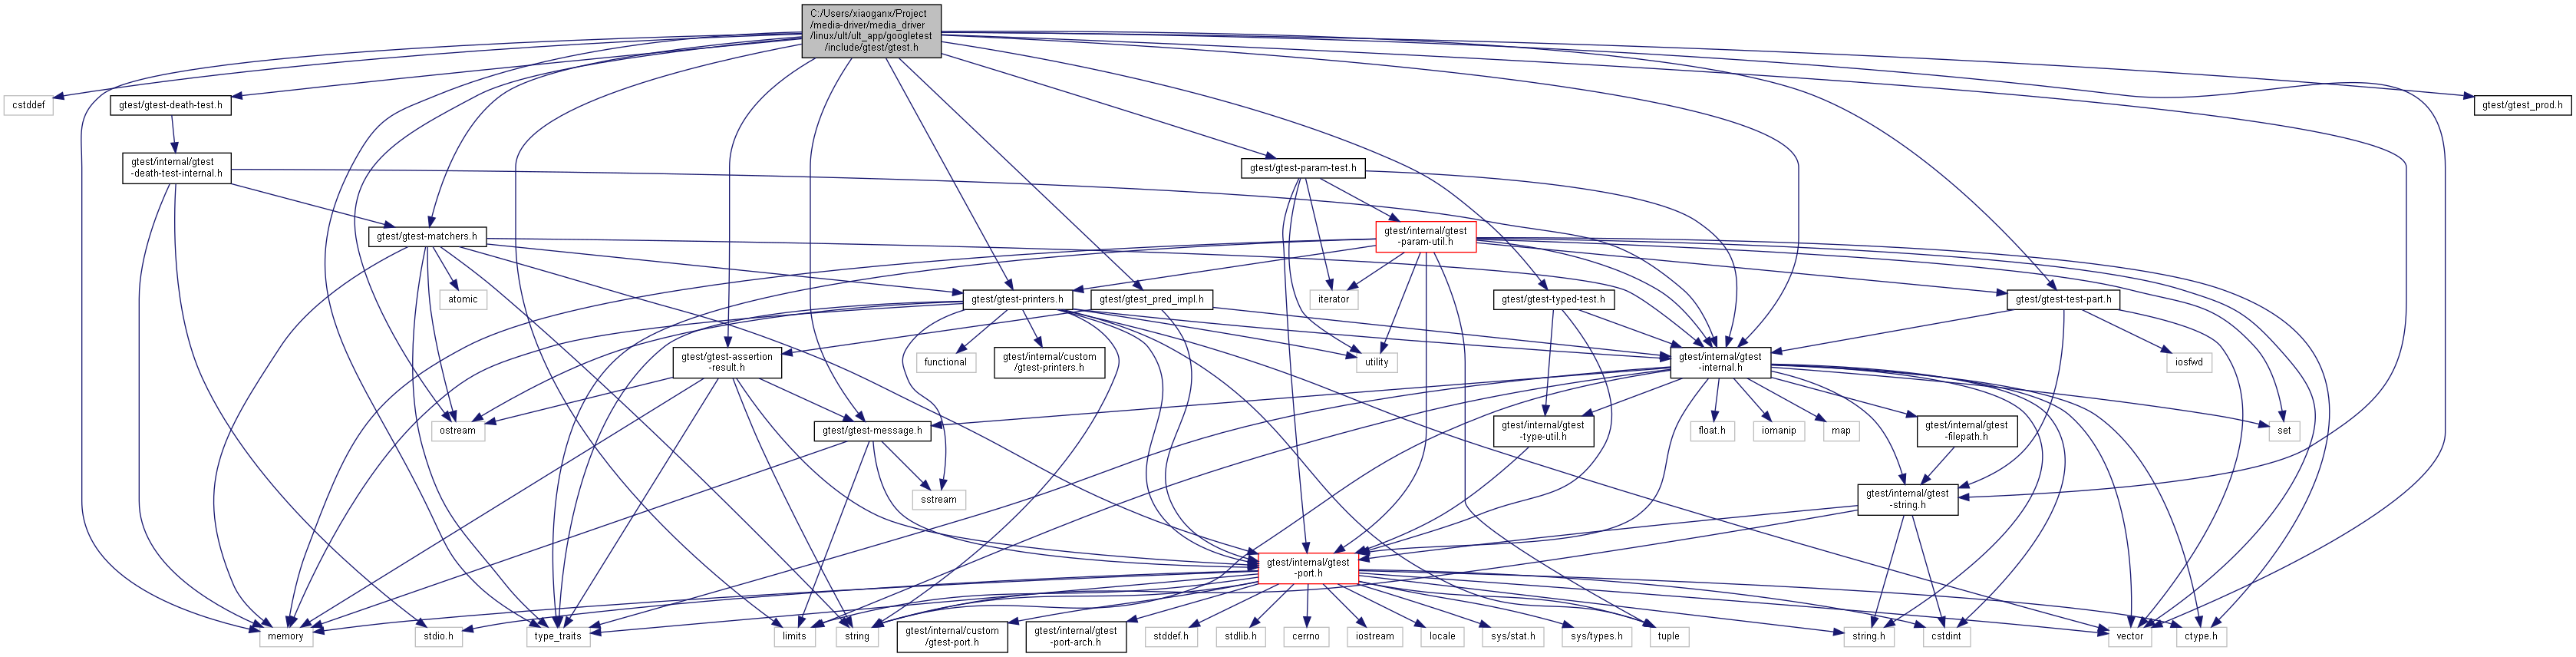 C:/Users/xiaoganx/Project
/media-driver/media_driver
/linux/ult/ult_app/googletest
/include/gtest/gtest.h
cstddef
gtest/gtest-death-test.h
gtest/gtest_prod.h
gtest/internal/gtest
-death-test-internal.h
gtest/gtest-param-test.h
gtest/gtest-matchers.h
gtest/internal/gtest
-param-util.h
atomic
gtest/gtest-printers.h
gtest/gtest_pred_impl.h
iterator
gtest/gtest-typed-test.h
gtest/gtest-test-part.h
gtest/gtest-assertion
-result.h
functional
gtest/internal/custom
/gtest-printers.h
utility
gtest/internal/gtest
-internal.h
iosfwd
ostream
gtest/gtest-message.h
gtest/internal/gtest
-type-util.h
float.h
iomanip
map
gtest/internal/gtest
-filepath.h
set
sstream
gtest/internal/gtest
-string.h
gtest/internal/gtest
-port.h
memory
stdio.h
type_traits
limits
string
gtest/internal/custom
/gtest-port.h
gtest/internal/gtest
-port-arch.h
stddef.h
stdlib.h
cerrno
iostream
locale
sys/stat.h
sys/types.h
tuple
string.h
cstdint
vector
ctype.h